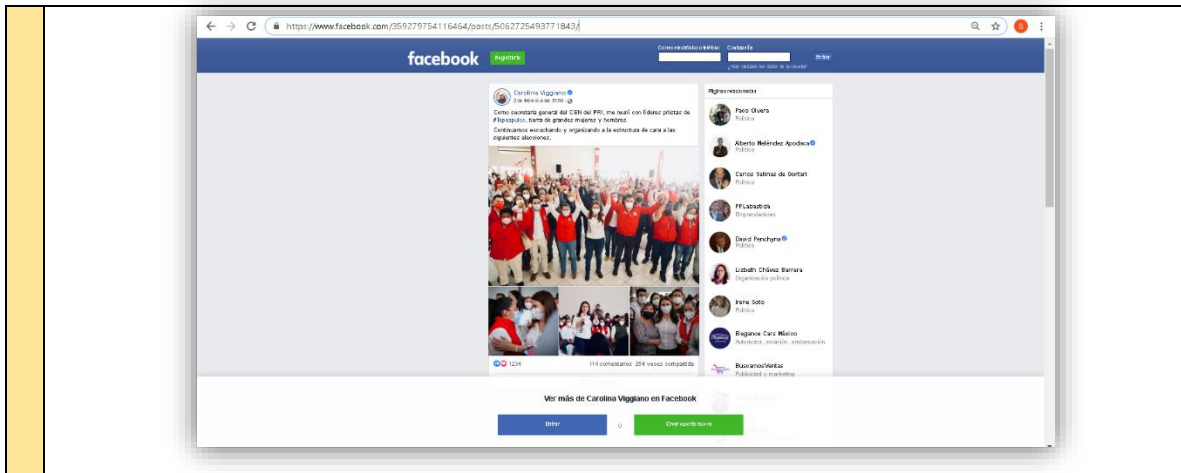 https://www.facebook.com/359279754116464/posts/5062725493771843/
S
facebook
Regístrate
Correo electrónico o teléfono
Contraseña
Entrar
¿Has olvidado los datos de la cuenta?
Carolina Viggiano
Como secretaria general del CEN del PRI, me reuní con líderes priistas de
#Tepeapulco, tierra de grandes mujeres y hombres.
Continuamos escuchando y organizando a la estructura de cara a las
siguientes elecciones.
1234
114 comentarios 264 veces compartida
Páginas relacionadas
Paco Olvera
Político
Alberto Meléndez Apodaca
Político
Carlos Salinas de Gortari
Político
PPLabastida
Emprendedores
David Penchyna
Político
Lizbeth Chávez Barrera
Organización política
Irene Soto
Político
Elegance Cars México
Automotor, aviación, embarcación
BuscamosVentas
Publicidad y marketing
Ver más de Carolina Viggiano en Facebook
Entrar
o
Crear cuenta nueva